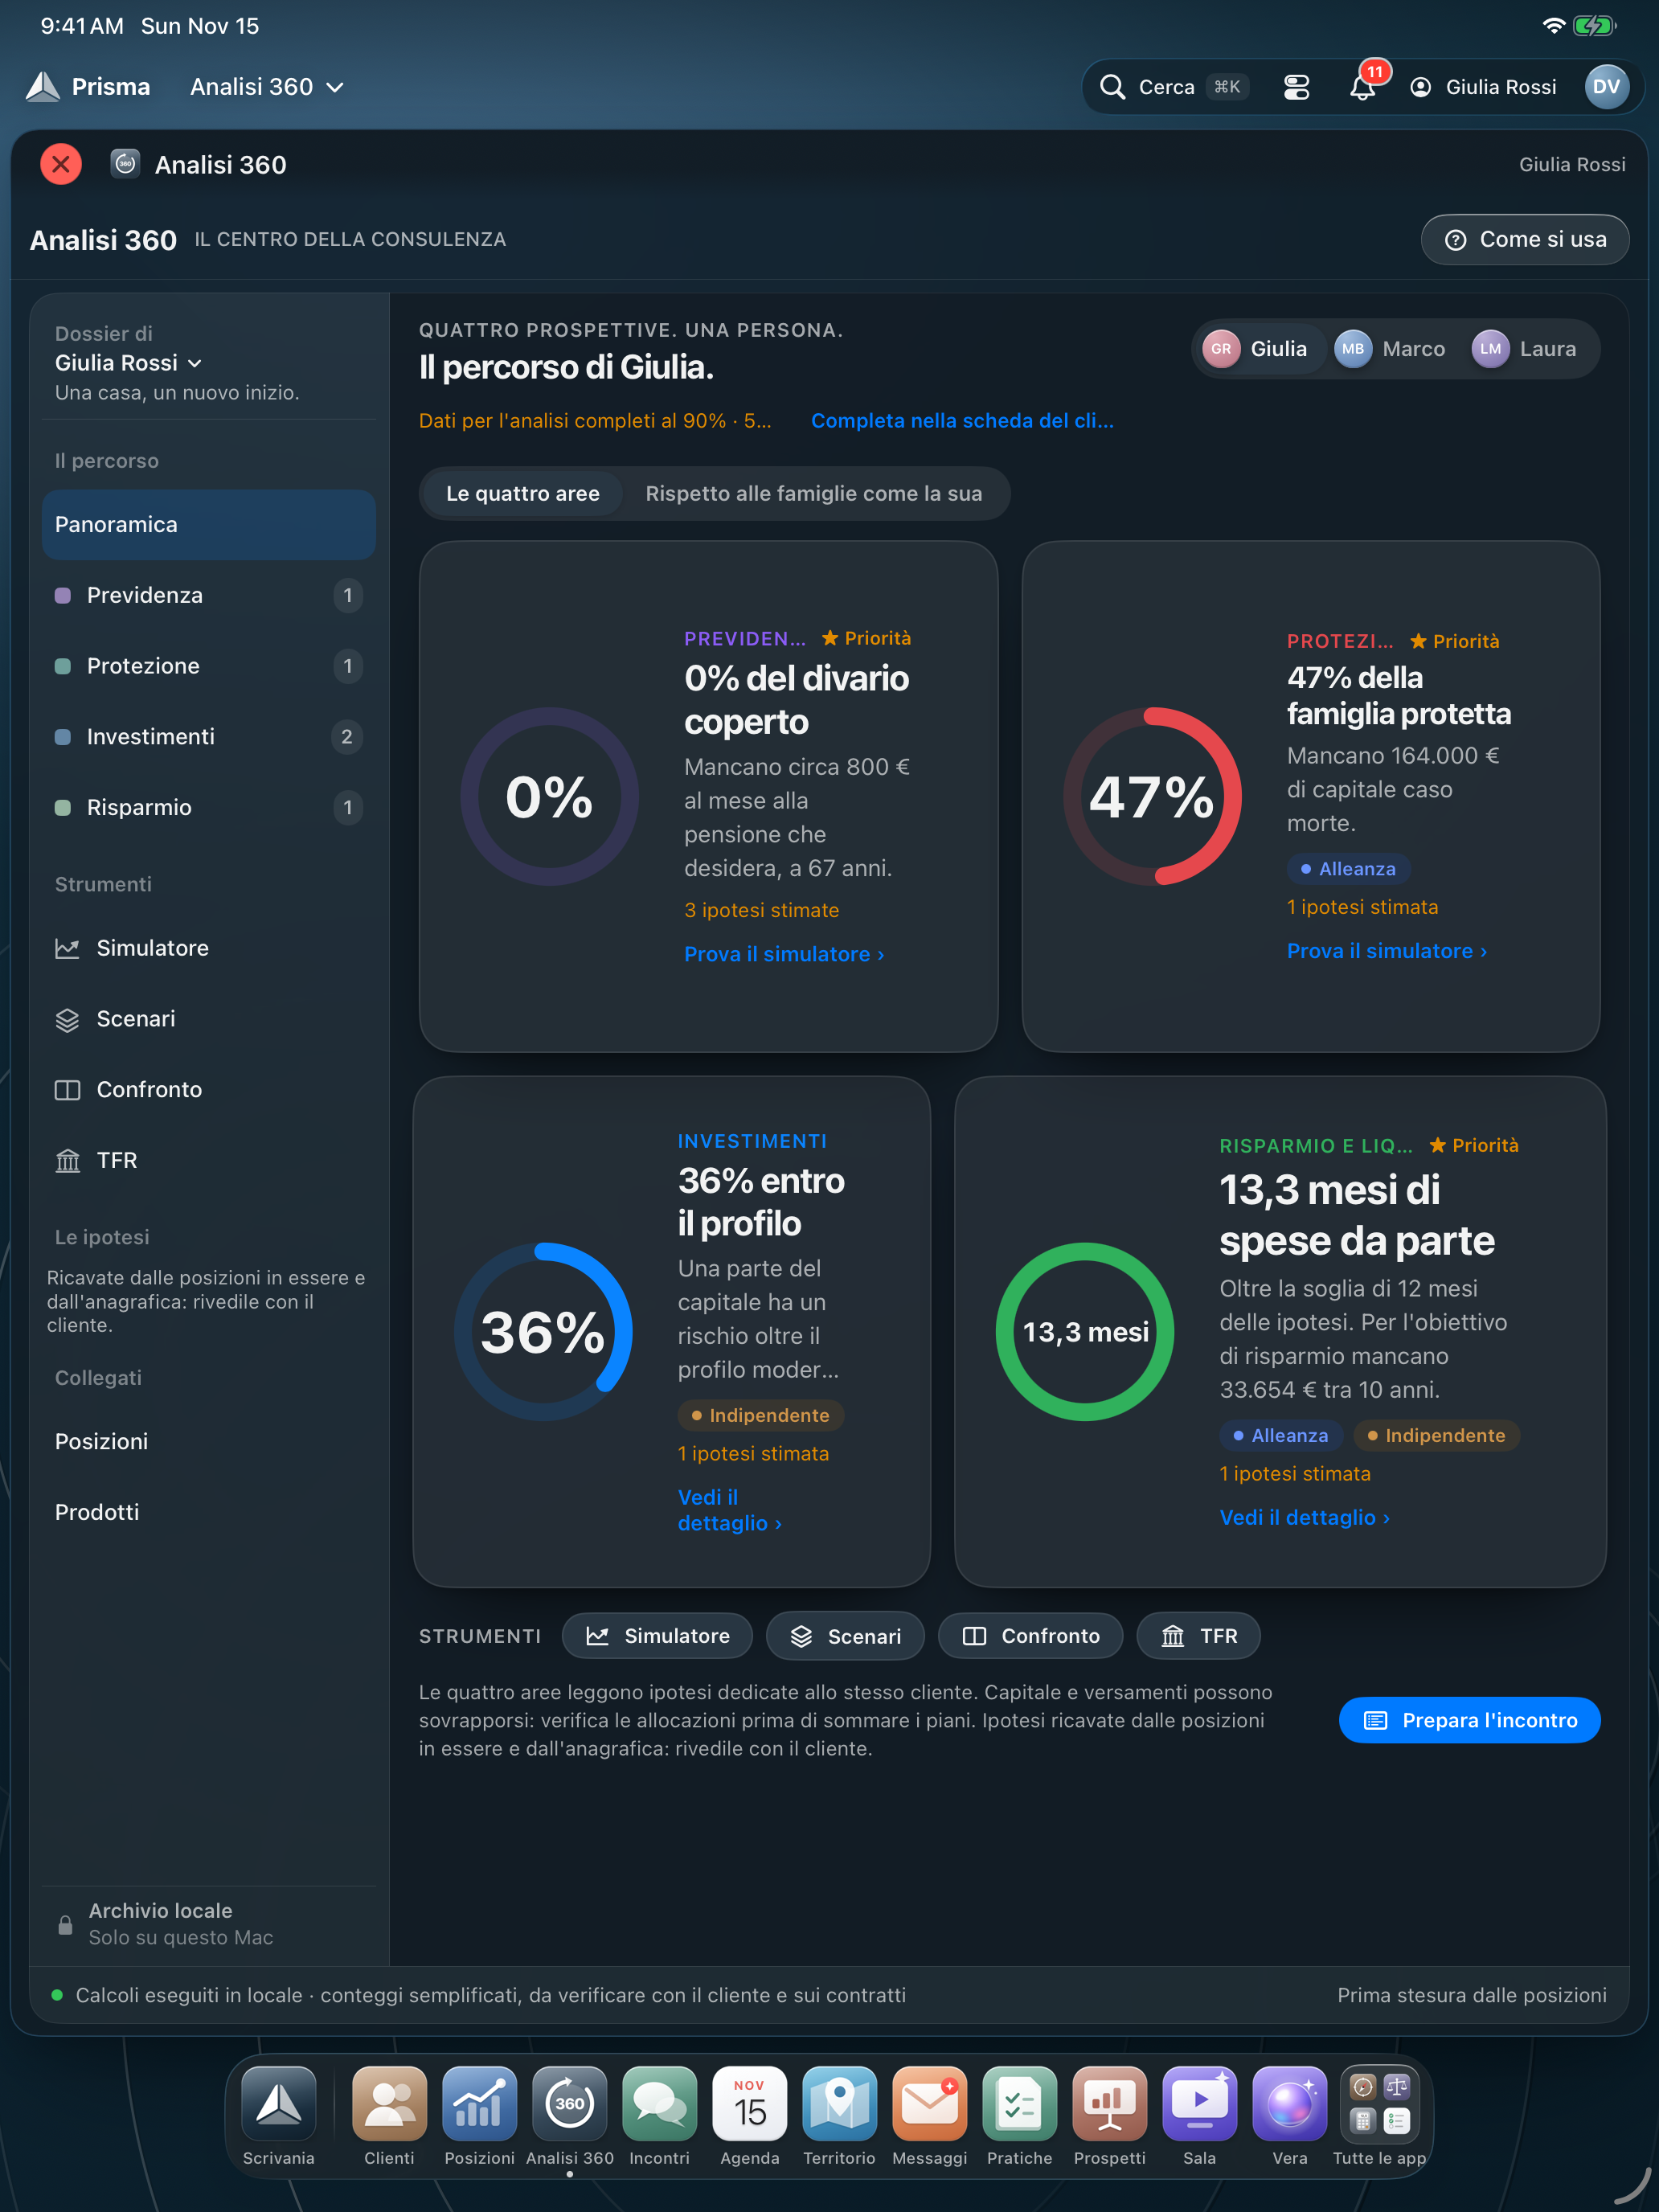 9:41 AM Sun Nov 15
Prisma
Analisi 360
Cerca ⌘K
11
Giulia Rossi
DV
360
Analisi 360
Giulia Rossi
Analisi 360 IL CENTRO DELLA CONSULENZA
Come si usa
Dossier di
Giulia Rossi
Una casa, un nuovo inizio.
Il percorso
Panoramica
Previdenza 1
Protezione 1
Investimenti 2
Risparmio 1
Strumenti
Simulatore
Scenari
Confronto
TFR
Le ipotesi
Ricavate dalle posizioni in essere e
dall'anagrafica: rivedile con il
cliente.
Collegati
Posizioni
Prodotti
Archivio locale
Solo su questo Mac
QUATTRO PROSPETTIVE. UNA PERSONA.
Il percorso di Giulia.
GR Giulia MB Marco LM Laura
Dati per l'analisi completi al 90% · 5...
Completa nella scheda del cli...
Le quattro aree Rispetto alle famiglie come la sua
0%
PREVIDEN... ★ Priorità
0% del divario
coperto
Mancano circa 800 €
al mese alla
pensione che
desidera, a 67 anni.
3 ipotesi stimate
Prova il simulatore ›
47%
PROTEZI... ★ Priorità
47% della
famiglia protetta
Mancano 164.000 €
di capitale caso
morte.
Alleanza
1 ipotesi stimata
Prova il simulatore ›
36%
INVESTIMENTI
36% entro
il profilo
Una parte del
capitale ha un
rischio oltre il
profilo moder...
Indipendente
1 ipotesi stimata
Vedi il
dettaglio ›
13,3 mesi
RISPARMIO E LIQ... ★ Priorità
13,3 mesi di
spese da parte
Oltre la soglia di 12 mesi
delle ipotesi. Per l'obiettivo
di risparmio mancano
33.654 € tra 10 anni.
Alleanza Indipendente
1 ipotesi stimata
Vedi il dettaglio ›
STRUMENTI Simulatore Scenari Confronto TFR
Le quattro aree leggono ipotesi dedicate allo stesso cliente. Capitale e versamenti possono
sovrapporsi: verifica le allocazioni prima di sommare i piani. Ipotesi ricavate dalle posizioni
in essere e dall'anagrafica: rivedile con il cliente.
Prepara l'incontro
Calcoli eseguiti in locale · conteggi semplificati, da verificare con il cliente e sui contratti
Prima stesura dalle posizioni
360
NOV
15
Scrivania Clienti Posizioni Analisi 360 Incontri Agenda Territorio Messaggi Pratiche Prospetti Sala Vera Tutte le app